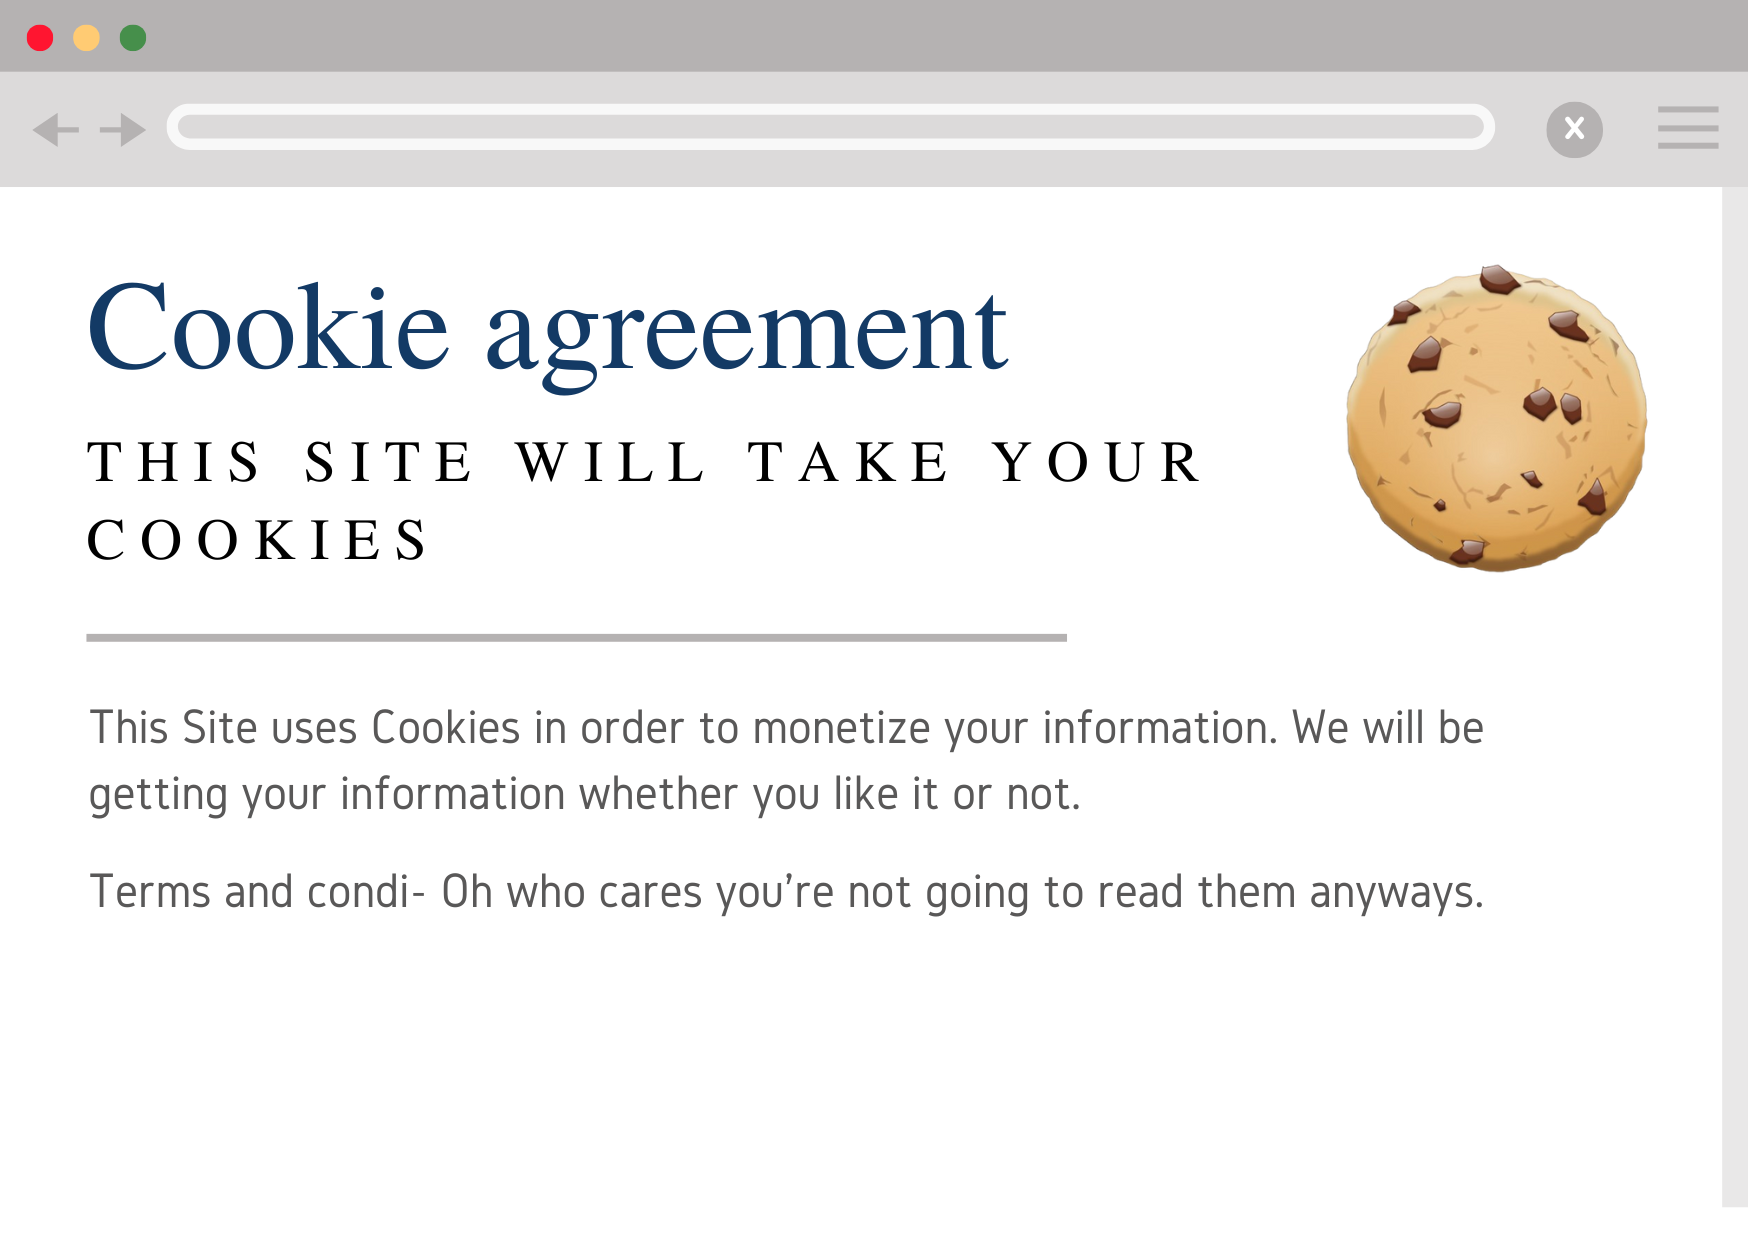 Cookie agreement
THIS SITE WILL TAKE YOUR
COOKIES
This Site uses Cookies in order to monetize your information. We will be
getting your information whether you like it or not.
Terms and condi- Oh who cares you’re not going to read them anyways.